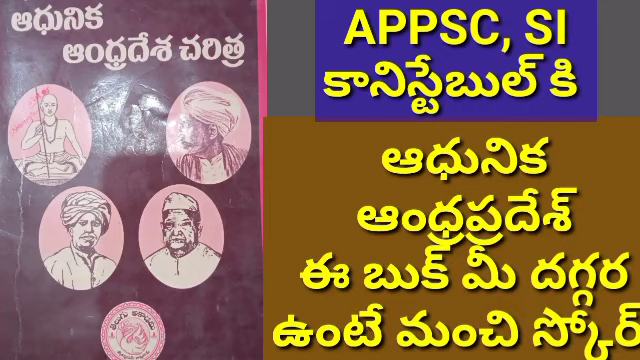 ఆధునిక
ఆంధ్రదేశ చరిత్ర
APPSC, SI
కానిస్టేబుల్ కి
ఆధునిక
ఆంధ్రప్రదేశ్
ఈ బుక్ మీ దగ్గర
ఉంటే మంచి స్కోర్